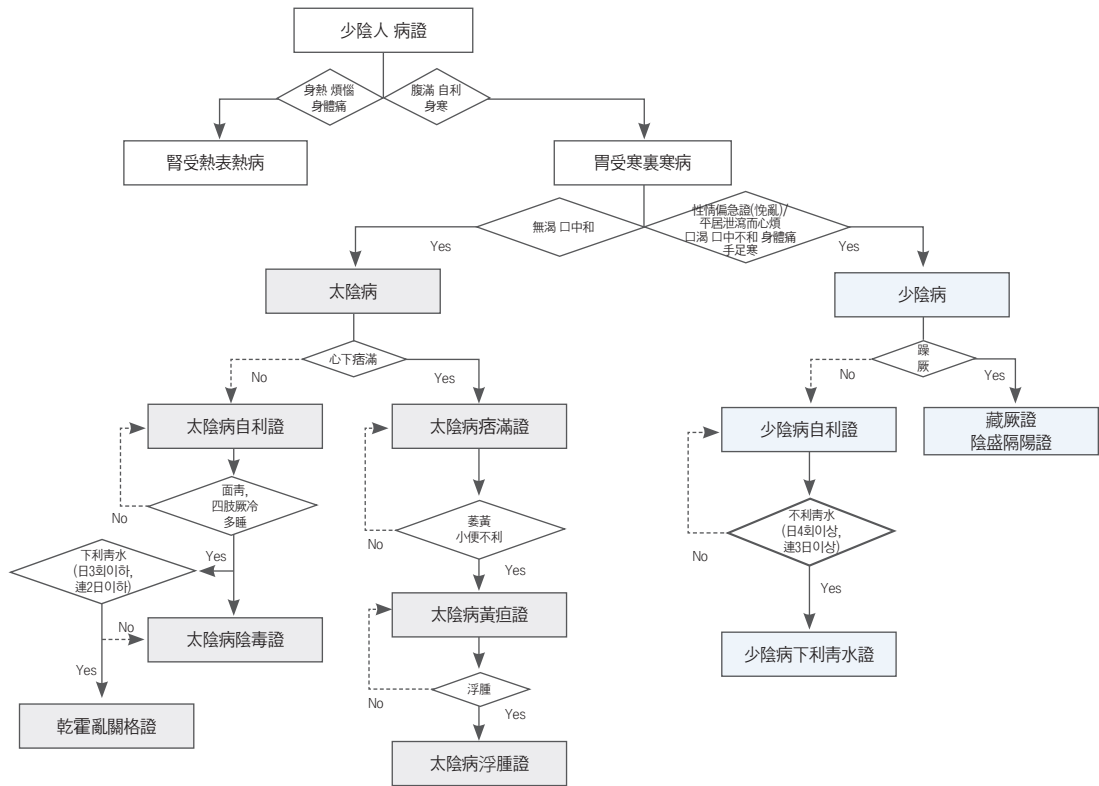 少陰人 病證
身熱 煩惱
身體痛
腹滿 自利
身寒
腎受熱表熱病
胃受寒裏寒病
無渴 口中和
性情偏急證(悗亂)/
平居泄瀉而心煩
口渴 口中不和 身體痛
手足寒
Yes
Yes
太陰病
少陰病
心下痞滿
躁
厥
No
Yes
No
Yes
太陰病自利證
太陰病痞滿證
少陰病自利證
藏厥證
陰盛隔陽證
面靑,
四肢厥冷
多睡
No
萎黃
小便不利
No
不利靑水
(日4회이상,
連3日이상)
No
下利靑水
(日3회이하,
連2日이하)
Yes
Yes
Yes
太陰病黃疸證
No
太陰病陰毒證
少陰病下利靑水證
Yes
浮腫
No
Yes
乾霍亂關格證
太陰病浮腫證